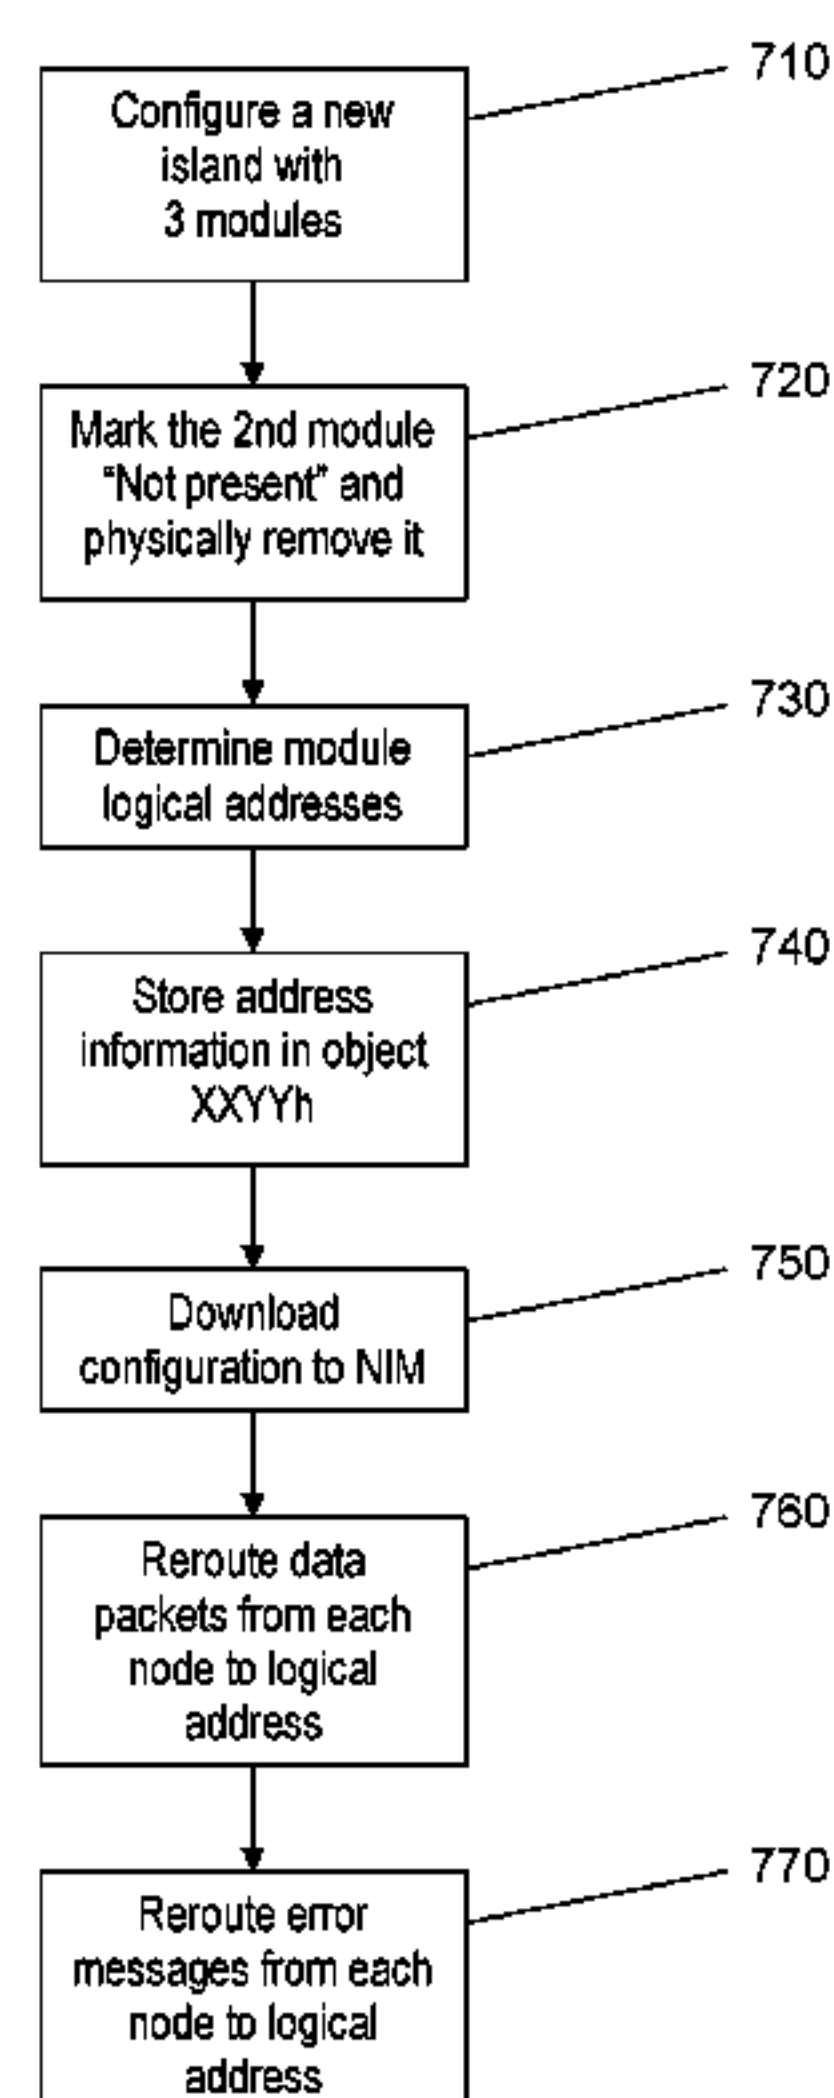 710
Configure a new
island with
3 modules
720
Mark the 2nd module
"Not present" and
physically remove it
730
Determine module
logical addresses
740
Store address
information in object
XXYYh
750
Download
configuration to NIM
760
Reroute data
packets from each
node to logical
address
770
Reroute error
messages from each
node to logical
address